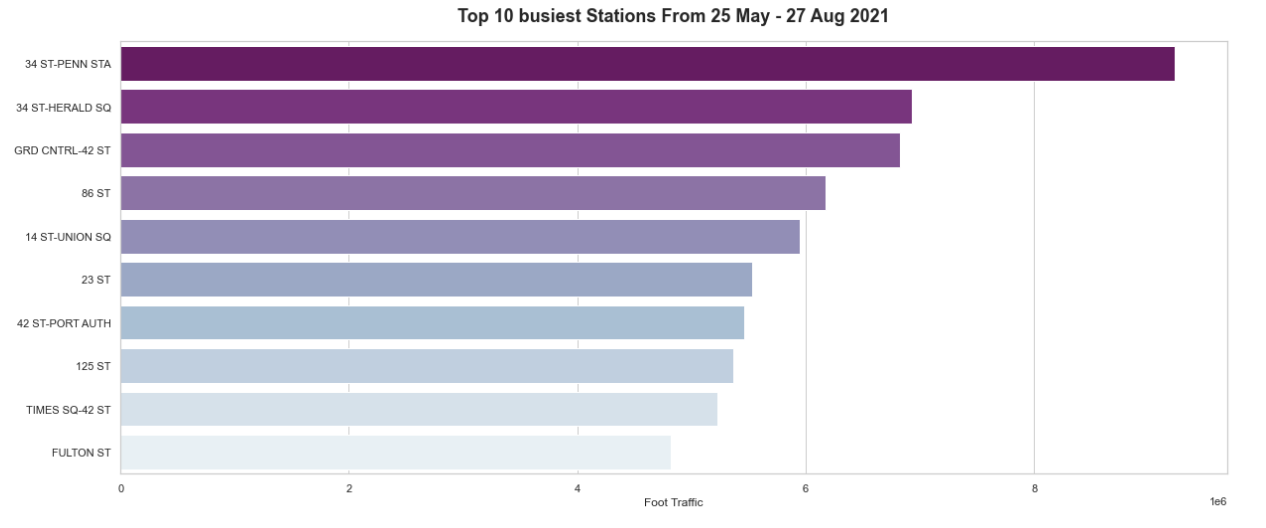 Top 10 busiest Stations From 25 May - 27 Aug 2021
34 ST-PENN STA
34 ST-HERALD SQ
GRD CNTRL-42 ST
86 ST
14 ST-UNION SQ
23 ST
42 ST-PORT AUTH
125 ST
TIMES SQ-42 ST
FULTON ST
0 2 4 6 8
Foot Traffic
1e6